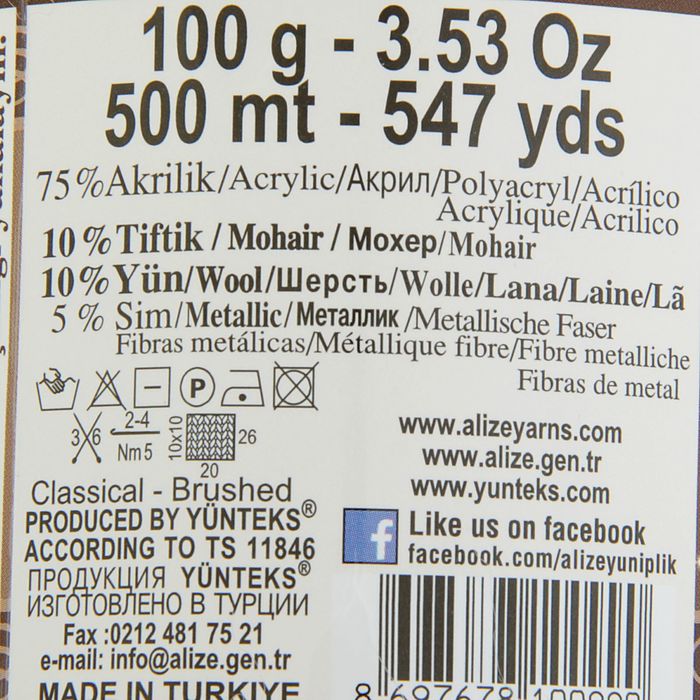 100 g - 3.53 Oz
500 mt - 547 yds
75%Akrilik/Acrylic/Акрил/Polyacryl/Acrílico
Acrylique/Acrilico
10 % Tiftik / Mohair / Мохер/Mohair
10% Yün/Wool/Шерсть/Wolle/Lana/Laine/Lã
5 % Sim/Metallic/Металлик/Metallische Faser
Fibras metálicas/Métallique fibre/Fibre metalliche
Fibras de metal
P
3 6
2-4
Nm 5
10x10
26
20
www.alizeyarns.com
www.alize.gen.tr
www.yunteks.com
Classical - Brushed
PRODUCED BY YÜNTEKS®
ACCORDING TO TS 11846
ПРОДУКЦИЯ YÜNTEKS®
ИЗГОТОВЛЕНО В ТУРЦИИ
Fax :0212 481 75 21
e-mail: info@alize.gen.tr
MADE IN TURKIYE
f
Like us on facebook
facebook.com/alizeyuniplik
8 697678